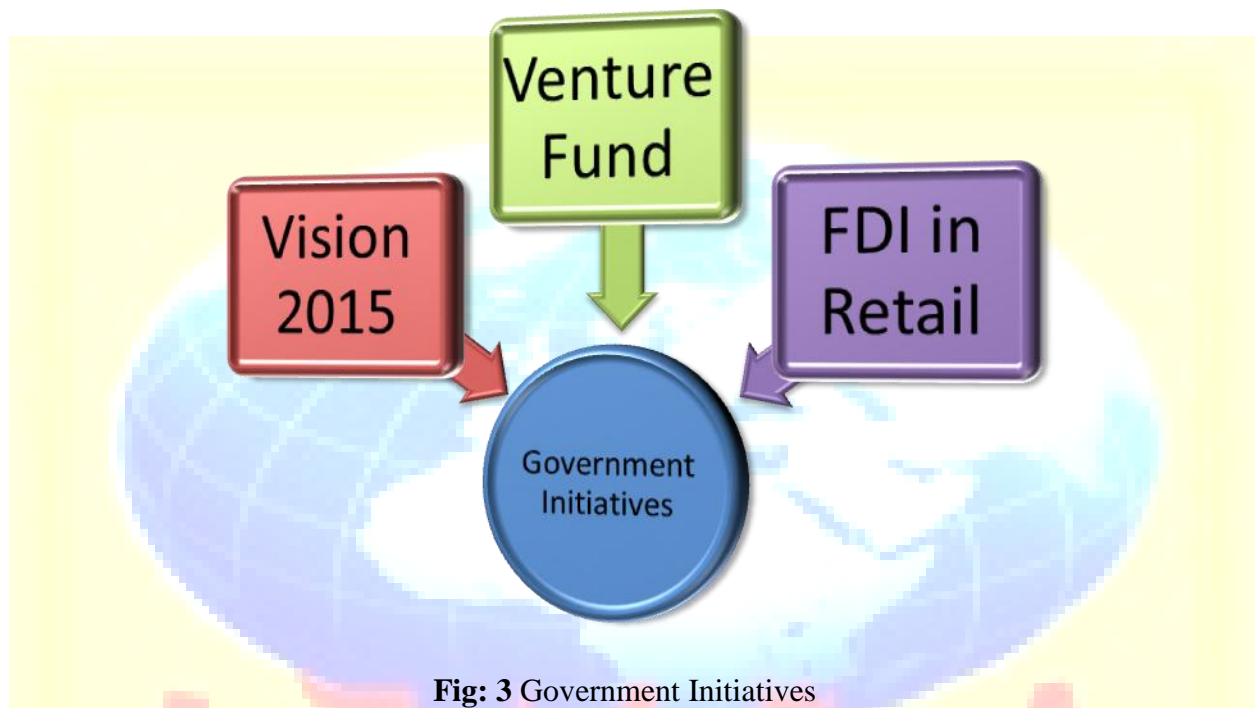 Venture
Fund
Vision
2015
FDI in
Retail
Government
Initiatives
Fig: 3 Government Initiatives